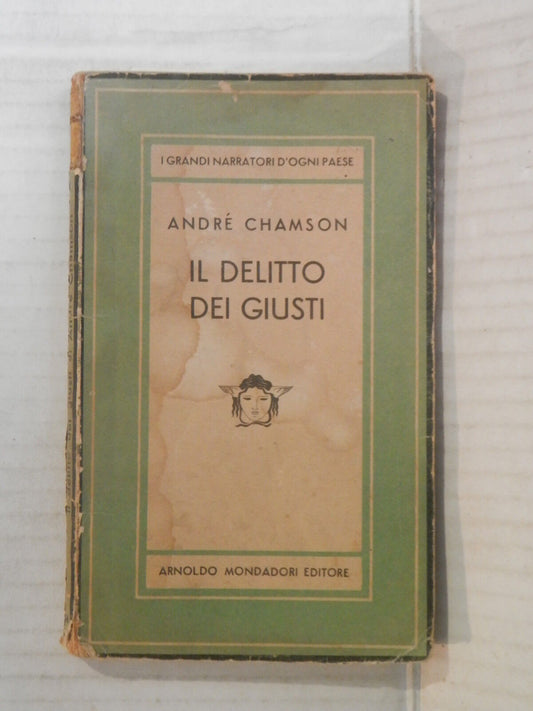 I GRANDI NARRATORI D'OGNI PAESE
ANDRÉ CHAMSON
IL DELITTO
DEI GIUSTI
ARNOLDO MONDADORI EDITORE